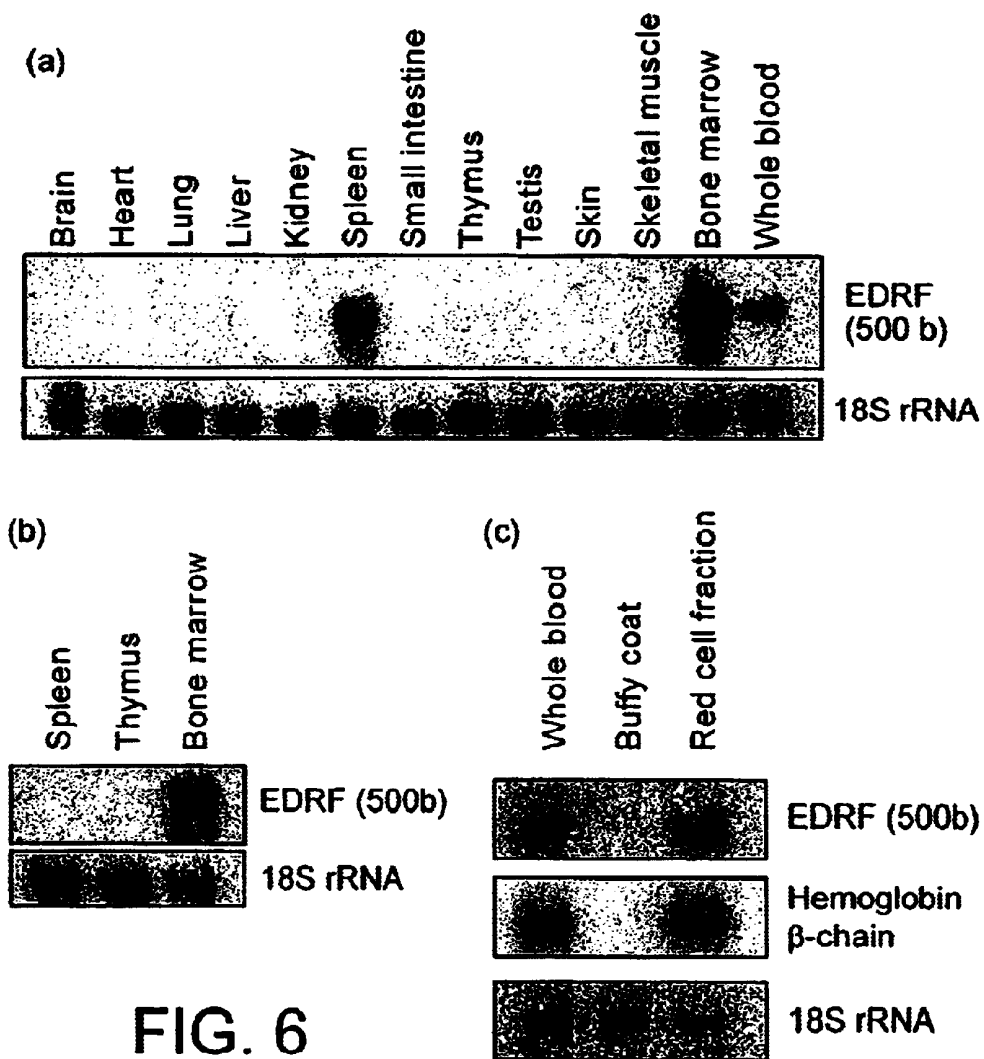 (a)
Brain
Heart
Lung
Liver
Kidney
Spleen
Small intestine
Thymus
Testis
Skin
Skeletal muscle
Bone marrow
Whole blood
EDRF
(500 b)
18S rRNA
(b)
Spleen
Thymus
Bone marrow
EDRF (500b)
18S rRNA
(c)
Whole blood
Buffy coat
Red cell fraction
EDRF (500b)
Hemoglobin
β-chain
18S rRNA
FIG. 6